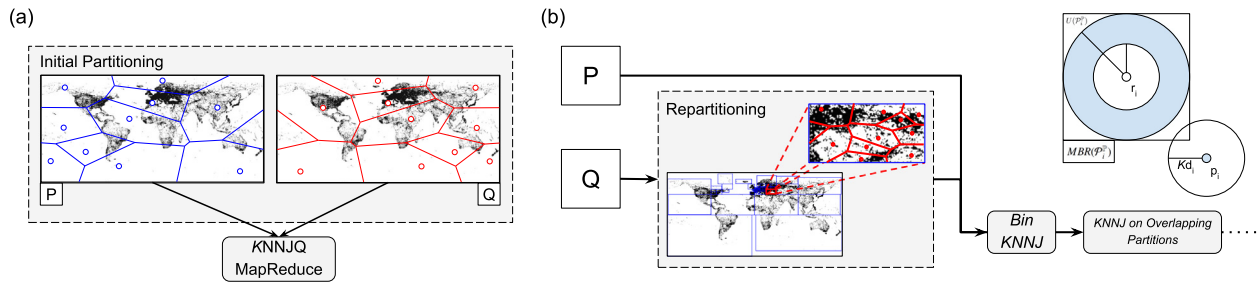 (a)
Initial Partitioning
P
Q
KNNJQ
MapReduce
(b)
P
Q
Repartitioning
Bin
KNNJ
KNNJ on Overlapping
Partitions
r_i
Kd_i
p_i